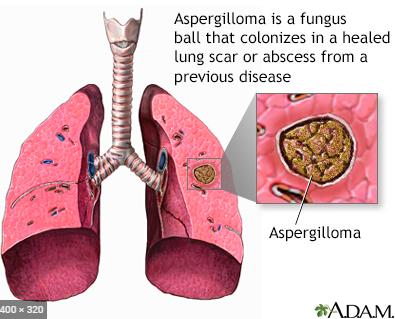 Aspergilloma is a fungus
ball that colonizes in a healed
lung scar or abscess from a
previous disease
Aspergilloma
400 × 320
A.D.A.M.